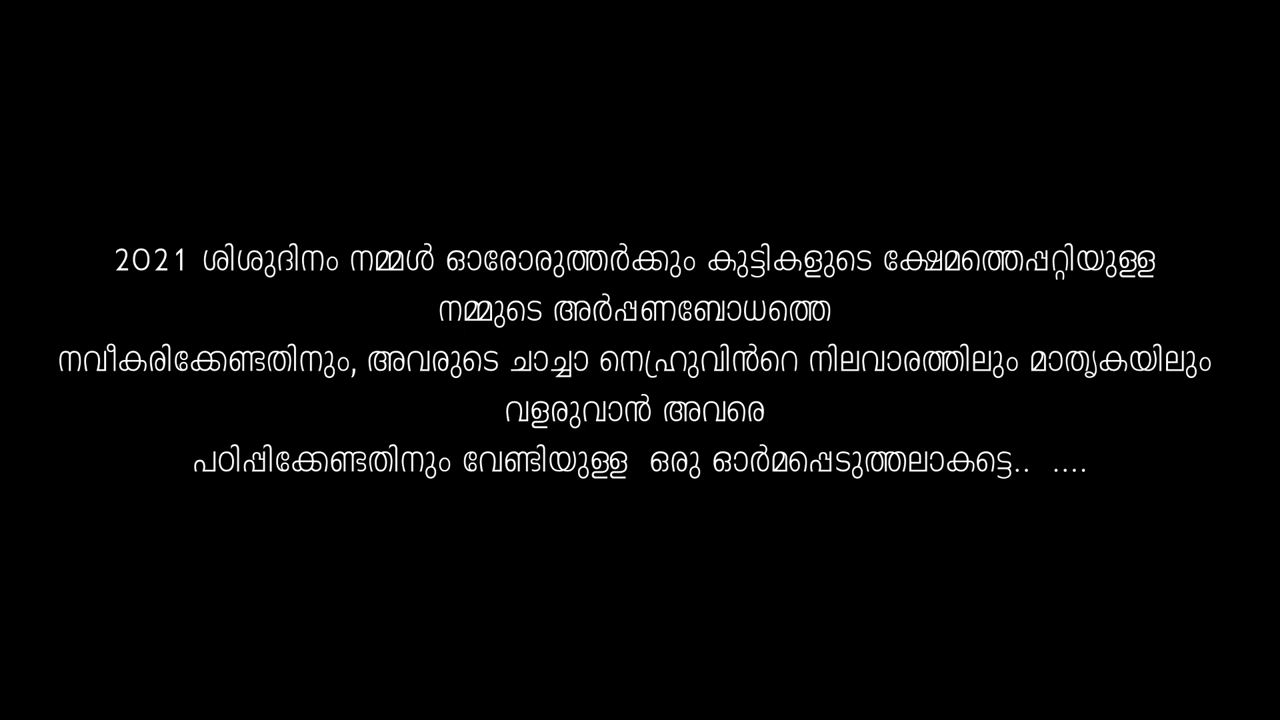 2021 ശിശുദിനം നമ്മൾ ഓരോരുത്തർക്കും കുട്ടികളുടെ ക്ഷേമത്തെപ്പറ്റിയുള്ള
നമ്മുടെ അർപ്പണബോധത്തെ
നവീകരിക്കേണ്ടതിനും, അവരുടെ ചാച്ചാ നെഹ്രുവിൻറെ നിലവാരത്തിലും മാതൃകയിലും
വളരുവാൻ അവരെ
പഠിപ്പിക്കേണ്ടതിനും വേണ്ടിയുള്ള  ഒരു ഓർമപ്പെടുത്തലാകട്ടെ..  ....